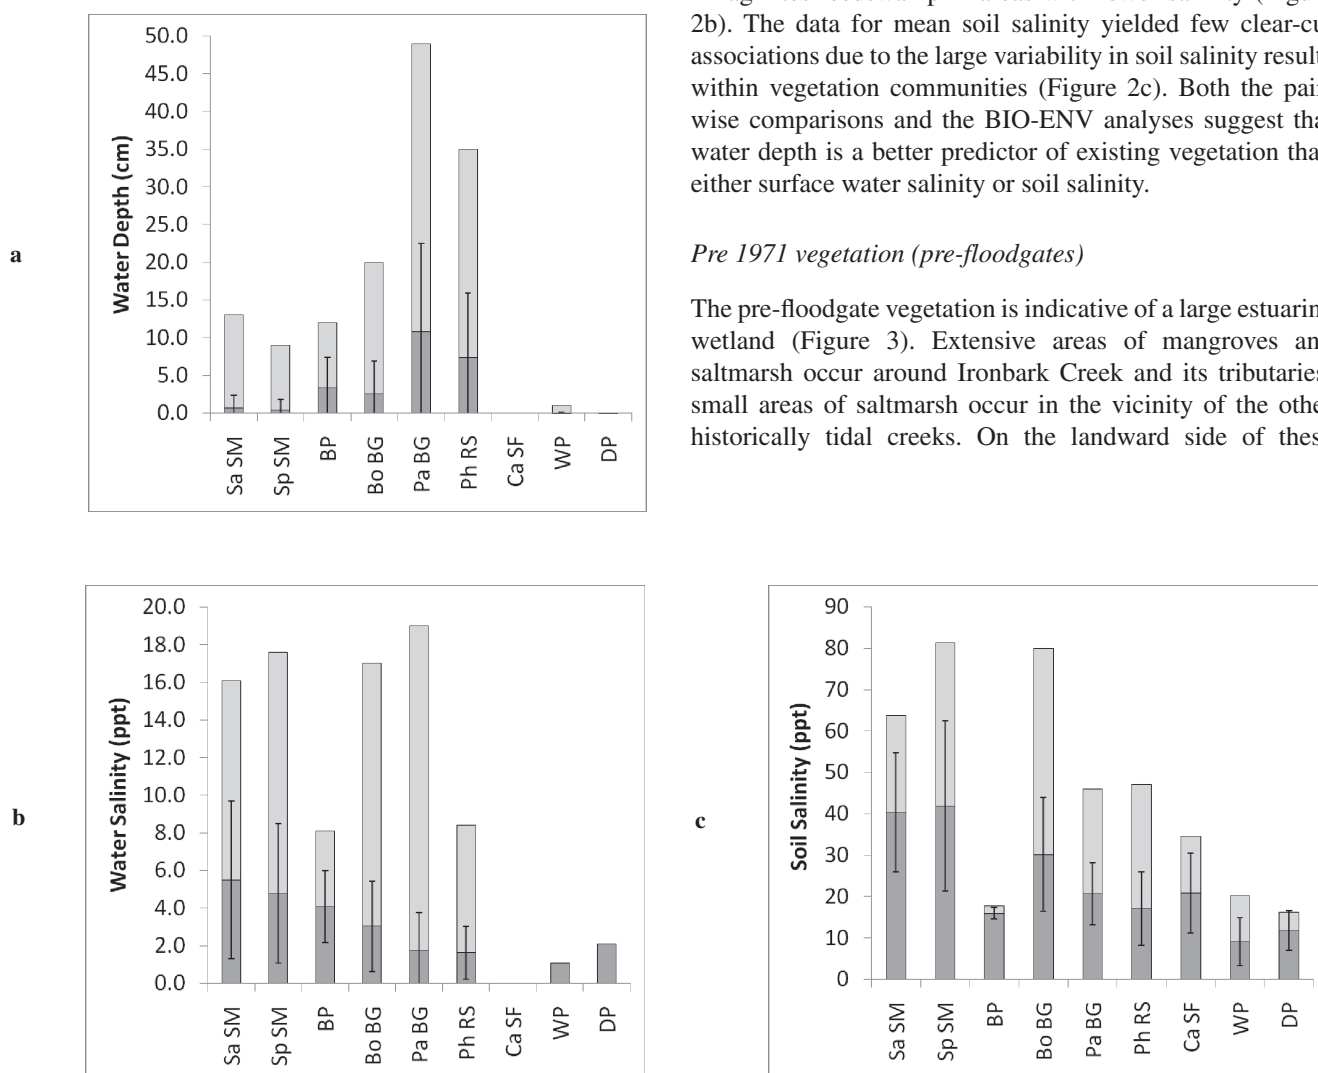 2b). The data for mean soil salinity yielded few clear-cu
associations due to the large variability in soil salinity result
within vegetation communities (Figure 2c). Both the pair
wise comparisons and the BIO-ENV analyses suggest tha
water depth is a better predictor of existing vegetation tha
either surface water salinity or soil salinity.
Pre 1971 vegetation (pre-floodgates)
The pre-floodgate vegetation is indicative of a large estuarin
wetland (Figure 3). Extensive areas of mangroves an
saltmarsh occur around Ironbark Creek and its tributaries
small areas of saltmarsh occur in the vicinity of the othe
historically tidal creeks. On the landward side of thes
a
Water Depth (cm)
50.0
45.0
40.0
35.0
30.0
25.0
20.0
15.0
10.0
5.0
0.0
Sa SM
Sp SM
BP
Bo BG
Pa BG
Ph RS
Ca SF
WP
DP
b
Water Salinity (ppt)
20.0
18.0
16.0
14.0
12.0
10.0
8.0
6.0
4.0
2.0
0.0
Sa SM
Sp SM
BP
Bo BG
Pa BG
Ph RS
Ca SF
WP
DP
c
Soil Salinity (ppt)
90
80
70
60
50
40
30
20
10
0
Sa SM
Sp SM
BP
Bo BG
Pa BG
Ph RS
Ca SF
WP
DP